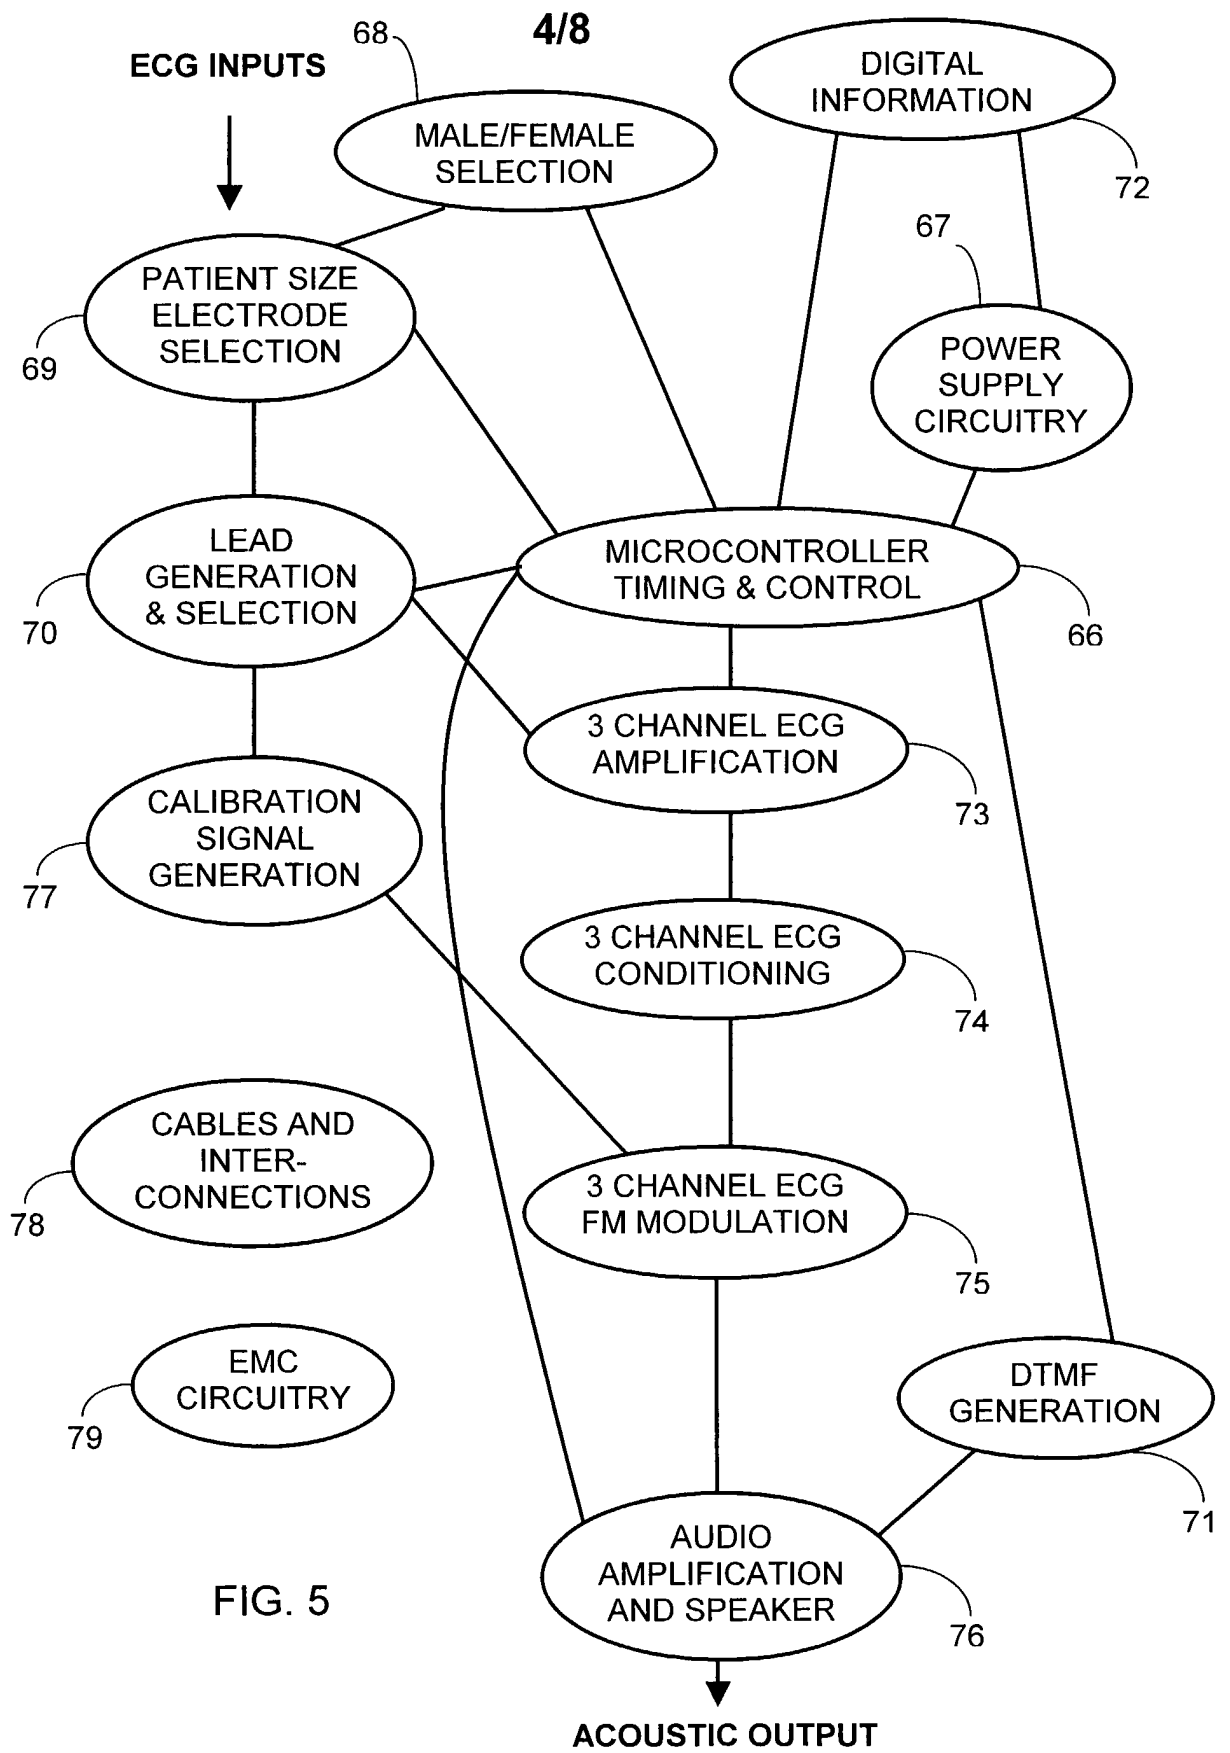 4/8
ECG INPUTS
68
MALE/FEMALE
SELECTION
DIGITAL
INFORMATION
72
67
PATIENT SIZE
ELECTRODE
SELECTION
69
POWER
SUPPLY
CIRCUITRY
LEAD
GENERATION
& SELECTION
70
MICROCONTROLLER
TIMING & CONTROL
66
3 CHANNEL ECG
AMPLIFICATION
73
CALIBRATION
SIGNAL
GENERATION
77
3 CHANNEL ECG
CONDITIONING
74
CABLES AND
INTER-
CONNECTIONS
78
3 CHANNEL ECG
FM MODULATION
75
EMC
CIRCUITRY
79
DTMF
GENERATION
71
AUDIO
AMPLIFICATION
AND SPEAKER
76
FIG. 5
ACOUSTIC OUTPUT